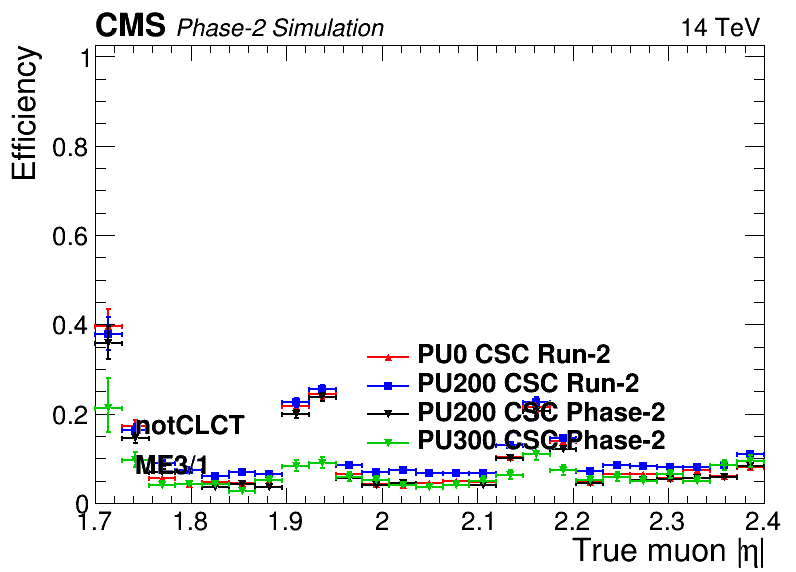 CMS Phase-2 Simulation 14 TeV
Efficiency
1
0.8
0.6
0.4
0.2
0
PU0 CSC Run-2
PU200 CSC Run-2
PU200 CSC Phase-2
PU300 CSC Phase-2
notCLCT
ME3/1
1.7 1.8 1.9 2 2.1 2.2 2.3 2.4
True muon |η|